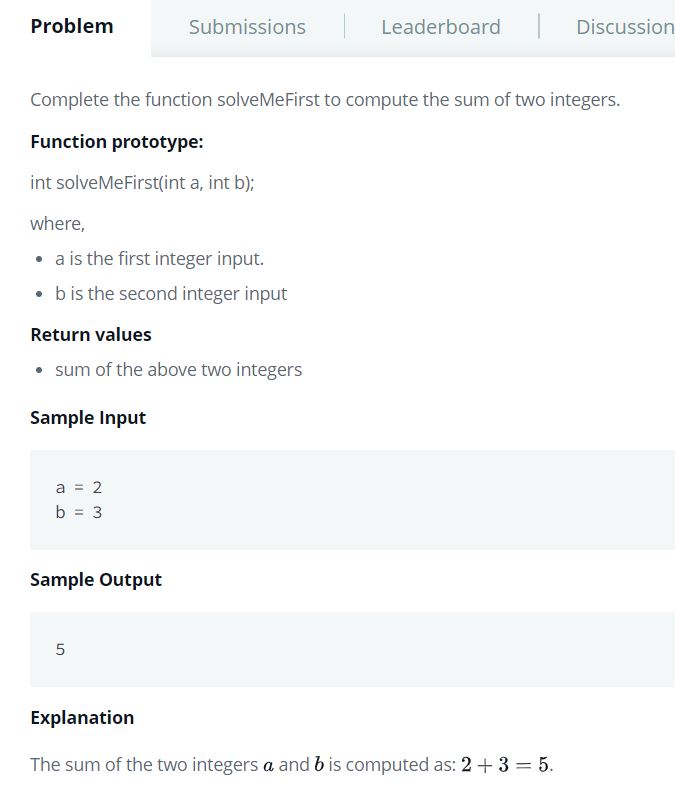 Problem Submissions Leaderboard Discussion
Complete the function solveMeFirst to compute the sum of two integers.
Function prototype:
int solveMeFirst(int a, int b);
where,
• a is the first integer input.
• b is the second integer input
Return values
• sum of the above two integers
Sample Input
a = 2
b = 3
Sample Output
5
Explanation
The sum of the two integers a and b is computed as: 2 + 3 = 5.